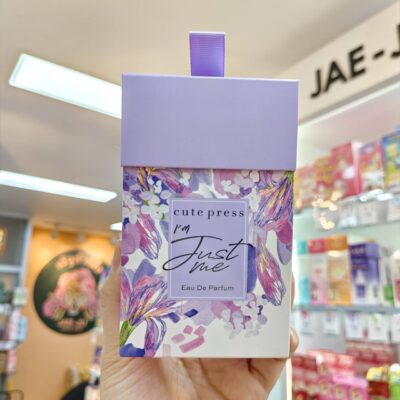 JAE-J
cute press
I'm
Just
me
Eau De Parfum